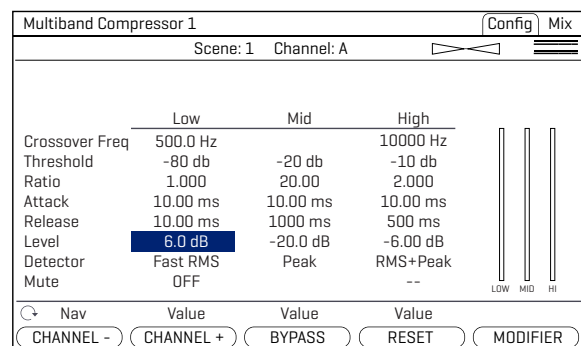 Multiband Compressor 1 Config Mix
Scene: 1 Channel: A
Low Mid High
Crossover Freq 500.0 Hz 10000 Hz
Threshold -80 db -20 db -10 db
Ratio 1.000 20.00 2.000
Attack 10.00 ms 10.00 ms 10.00 ms
Release 10.00 ms 1000 ms 500 ms
Level 6.0 dB -20.0 dB -6.00 dB
Detector Fast RMS Peak RMS+Peak
Mute OFF --
LOW MID HI
Nav Value Value Value
CHANNEL - CHANNEL + BYPASS RESET MODIFIER